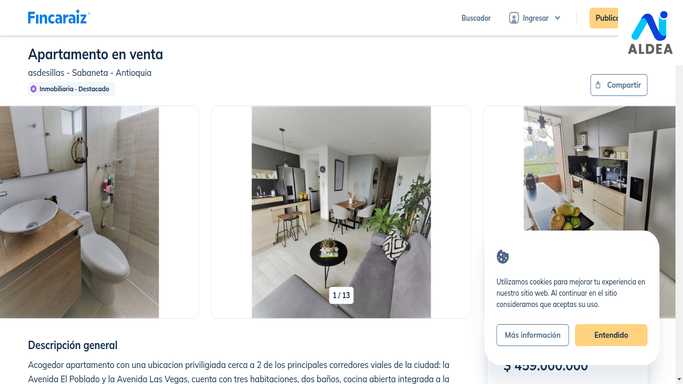 Fincaraiz
Buscador
Ingresar
Publica
ALDEA
Apartamento en venta
asdesillas - Sabaneta - Antioquia
Inmobiliaria - Destacado
Compartir
1 / 13
Utilizamos cookies para mejorar tu experiencia en
nuestro sitio web. Al continuar en el sitio
consideramos que aceptas su uso.
Más información
Entendido
$ 459.000.000
Descripción general
Acogedor apartamento con una ubicacion priviligiada cerca a 2 de los principales corredores viales de la ciudad: la
Avenida El Poblado y la Avenida Las Vegas, cuenta con tres habitaciones, dos baños, cocina abierta integrada a la